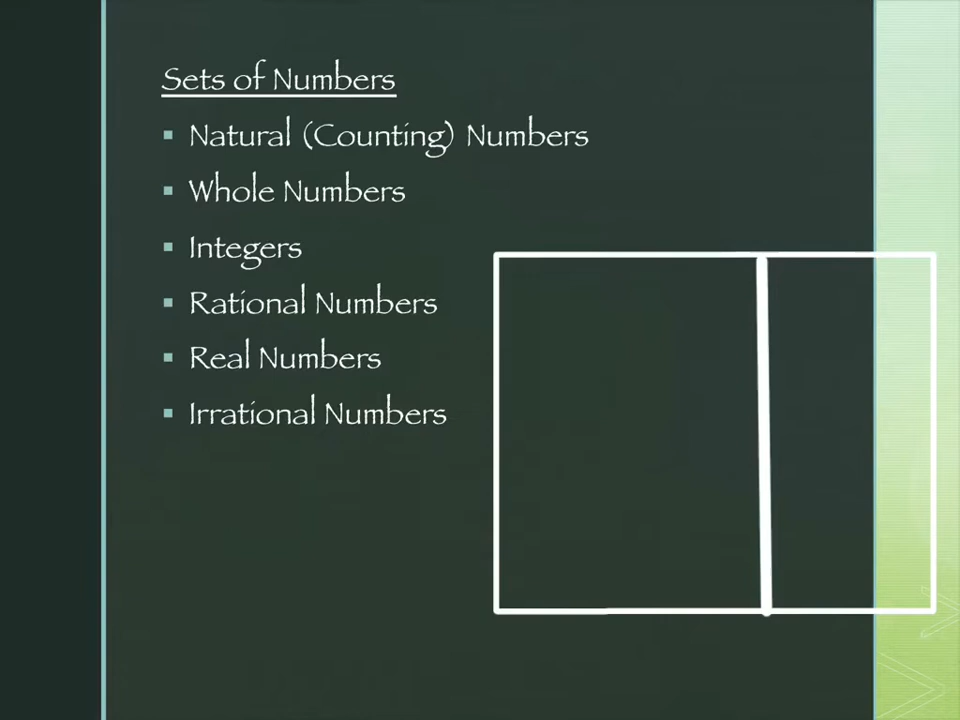 Sets of Numbers
Natural (Counting) Numbers
Whole Numbers
Integers
Rational Numbers
Real Numbers
Irrational Numbers